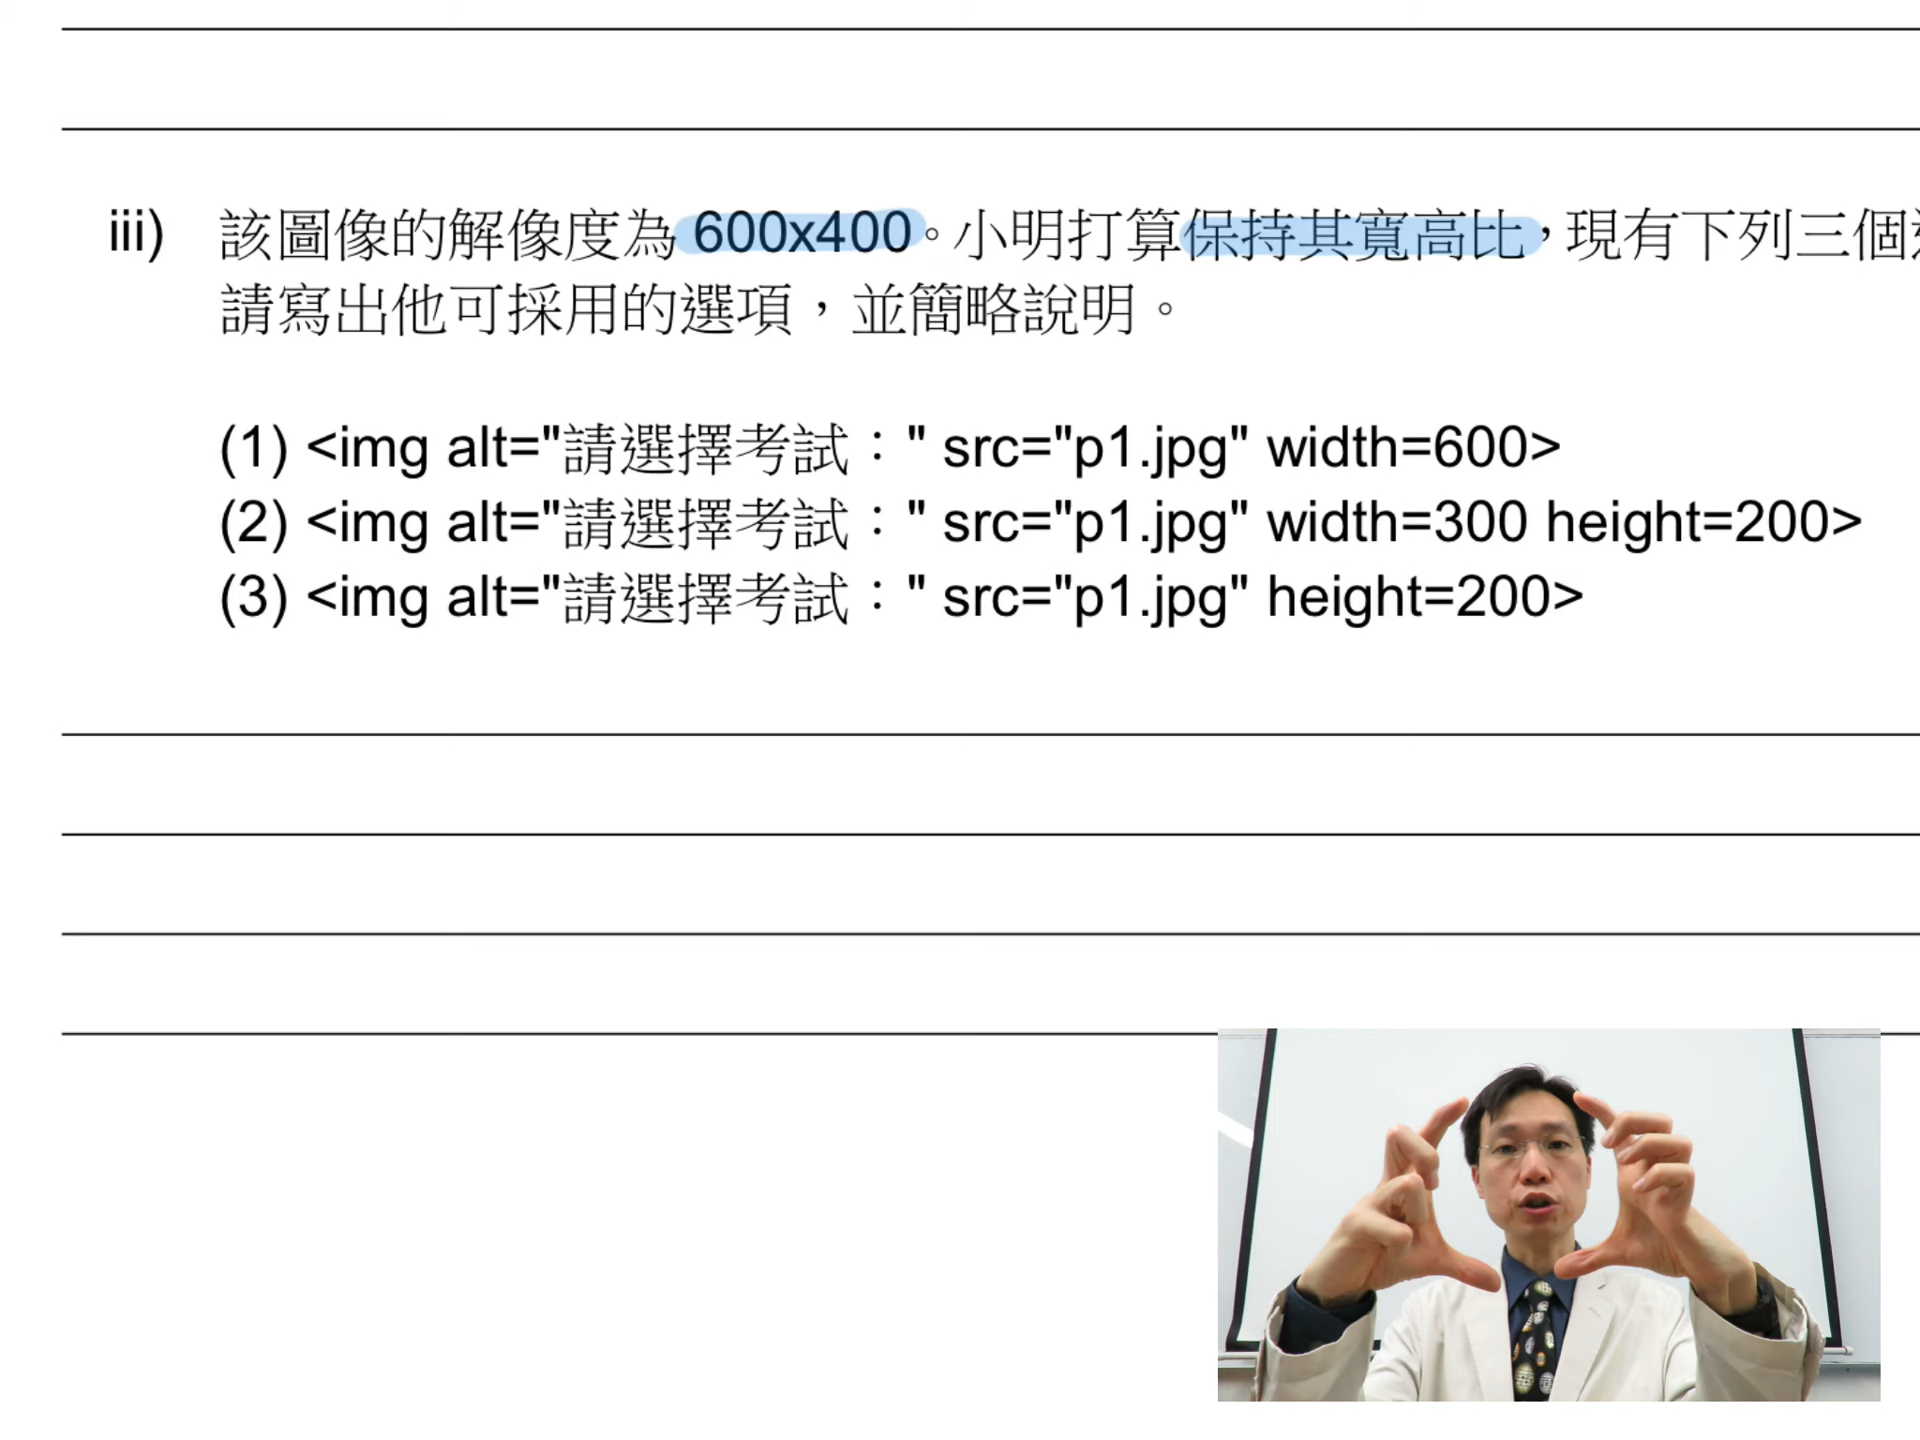 iii) 該圖像的解像度為 600x400。小明打算保持其寬高比，現有下列三個
請寫出他可採用的選項，並簡略說明。
(1) <img alt="請選擇考試：" src="p1.jpg" width=600>
(2) <img alt="請選擇考試：" src="p1.jpg" width=300 height=200>
(3) <img alt="請選擇考試：" src="p1.jpg" height=200>